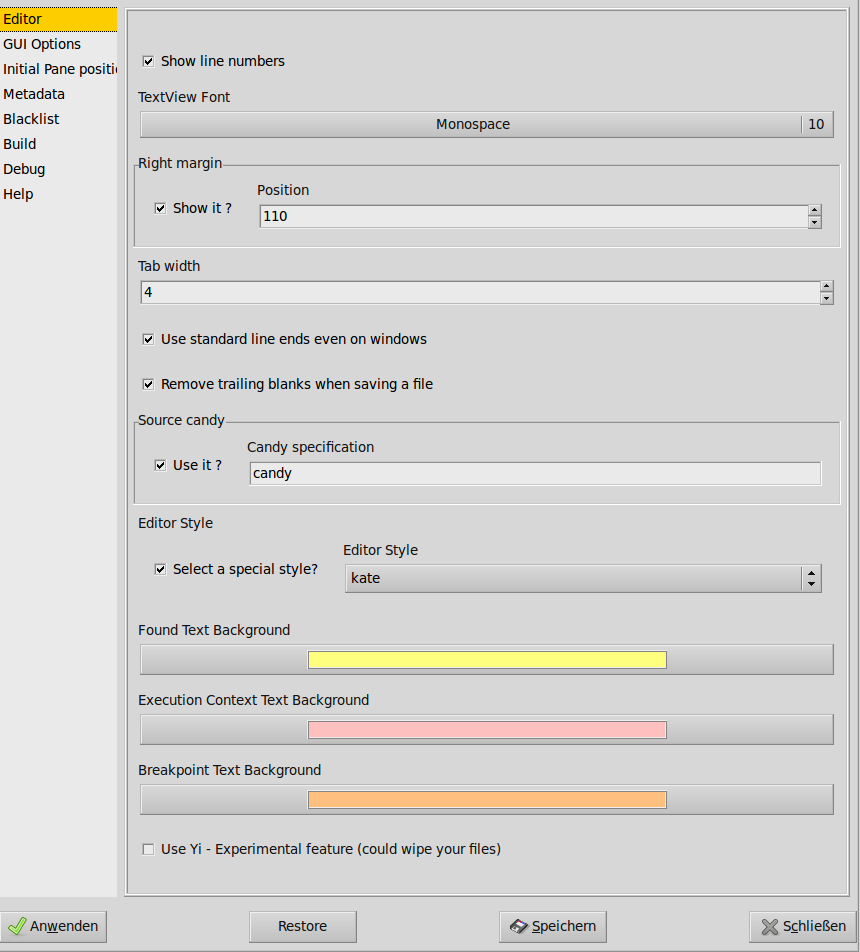 Editor
GUI Options
Initial Pane positi
Metadata
Blacklist
Build
Debug
Help
Show line numbers
TextView Font
Monospace 10
Right margin
Position
Show it ?
110
Tab width
4
Use standard line ends even on windows
Remove trailing blanks when saving a file
Source candy
Candy specification
Use it ?
candy
Editor Style
Editor Style
Select a special style?
kate
Found Text Background
Execution Context Text Background
Breakpoint Text Background
Use Yi - Experimental feature (could wipe your files)
Anwenden Restore Speichern Schließen